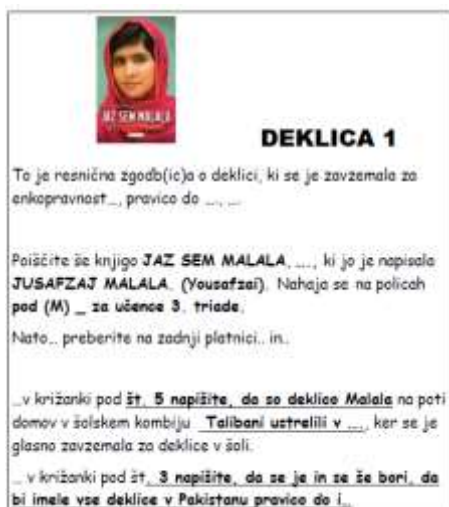 JAZ SEM MALALA
DEKLICA 1
To je resnična zgodb(ic)a o deklici, ki se je zavzemala za
enkopravnost…, pravico do …, …
Poiščite še knjigo JAZ SEM MALALA, …., ki jo je napisala
JUSAFZAJ MALALA. (Yousafzai). Nahaja se na policah
pod (M) _ za učence 3. triade.
Nato… preberite na zadnji platnici.. in..
…v križanki pod št. 5 napišite, da so deklico Malala na poti
domov v šolskem kombiju Talibani ustrelili v …., ker se je
glasno zavzemala za deklice v šoli.
… v križanki pod št. 3 napišite, da se je in se še bori, da
bi imele vse deklice v Pakistanu pravico do i…